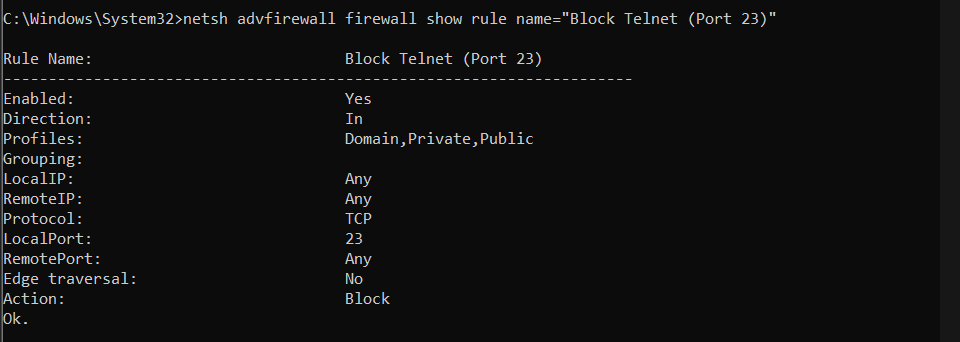 C:\Windows\System32>netsh advfirewall firewall show rule name="Block Telnet (Port 23)"
Rule Name: Block Telnet (Port 23)
----------------------------------------------------------------------
Enabled: Yes
Direction: In
Profiles: Domain,Private,Public
Grouping:
LocalIP: Any
RemoteIP: Any
Protocol: TCP
LocalPort: 23
RemotePort: Any
Edge traversal: No
Action: Block
Ok.